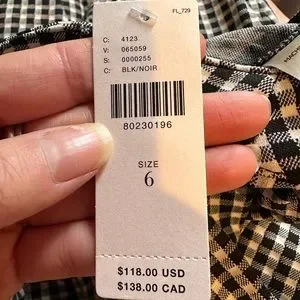 FL_729
C: 4123
V: 065059
S: 0000255
C: BLK/NOIR
80230196
SIZE
6
$118.00 USD
$138.00 CAD